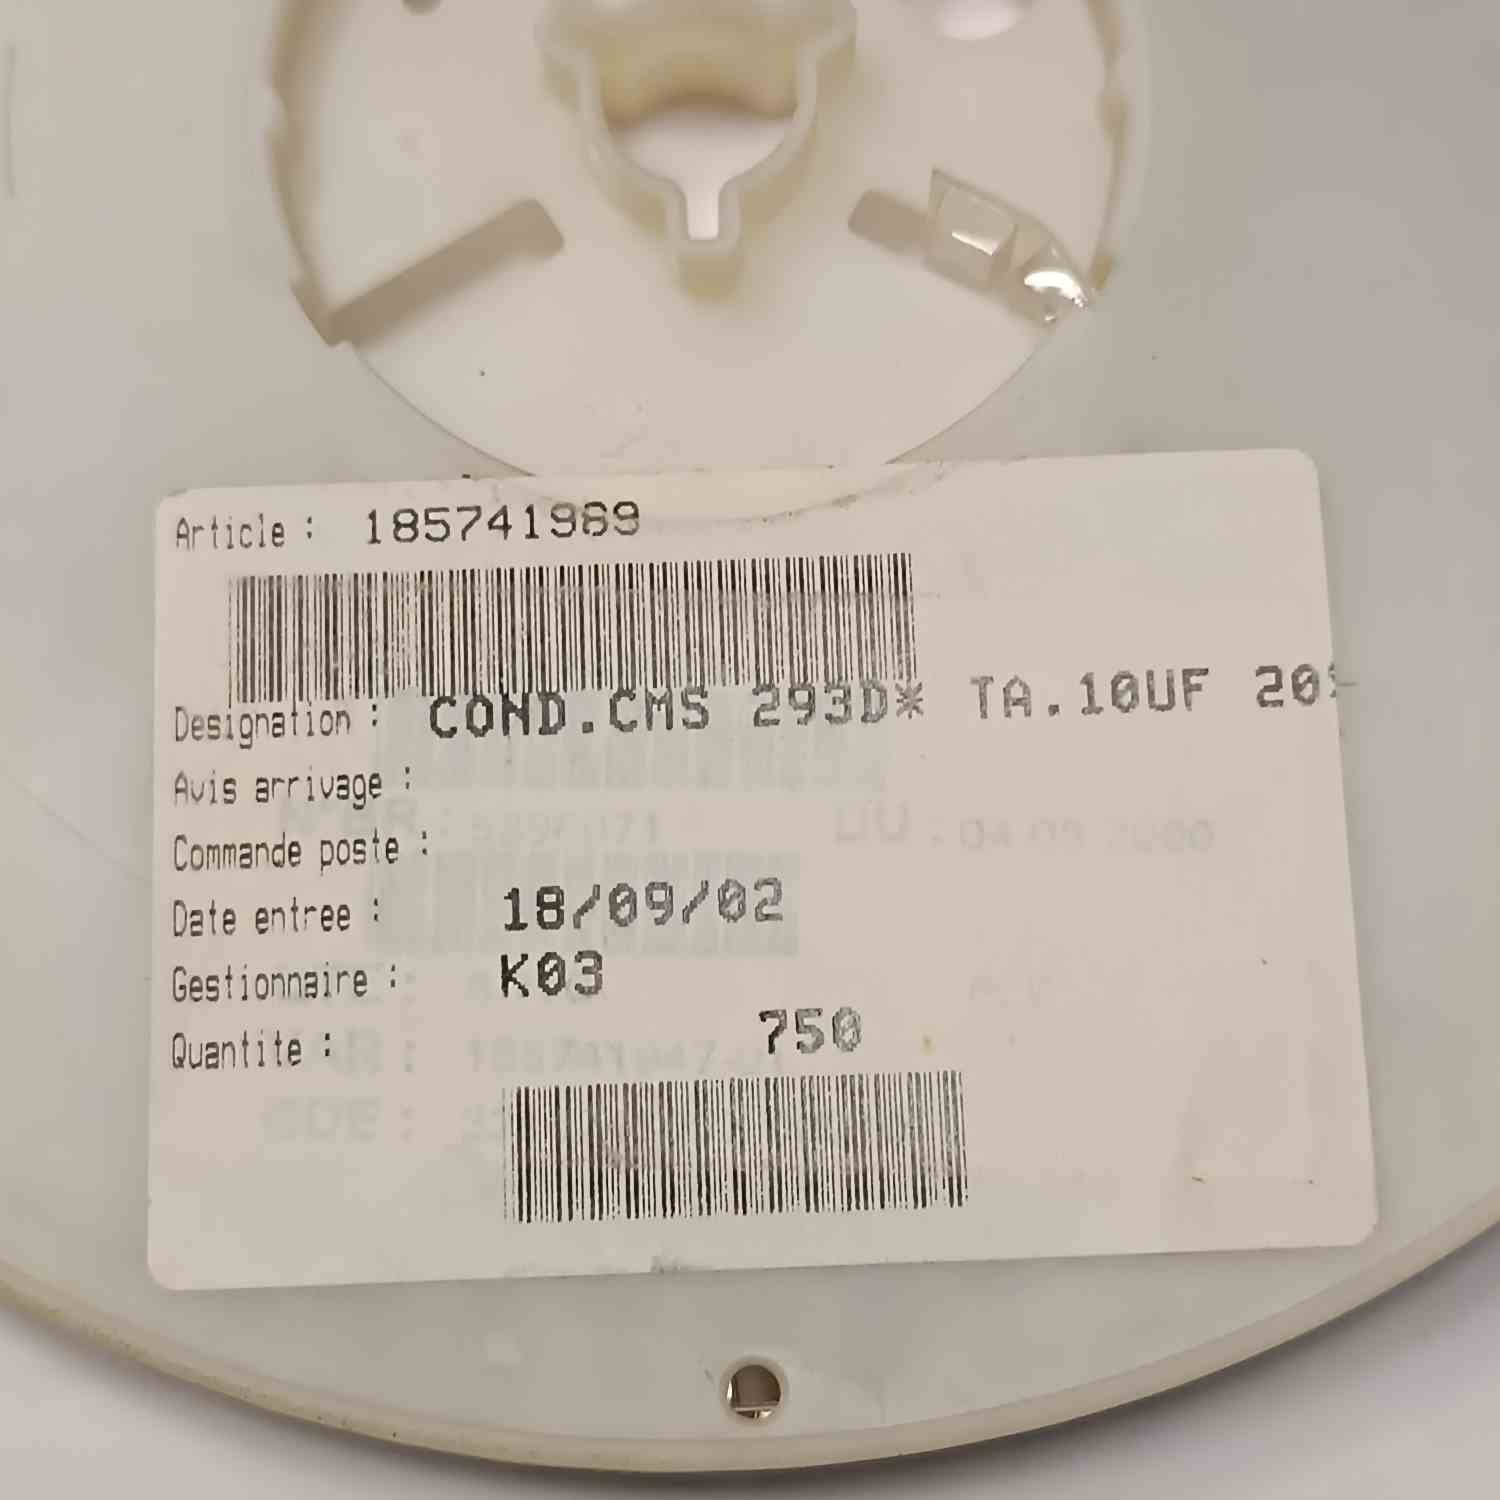 Article : 185741989
Designation : COND.CMS 293D* TA.10UF 20%
Avis arrivage :
Commande poste :
Date entree : 18/09/02
Gestionnaire : K03
Quantite : 750